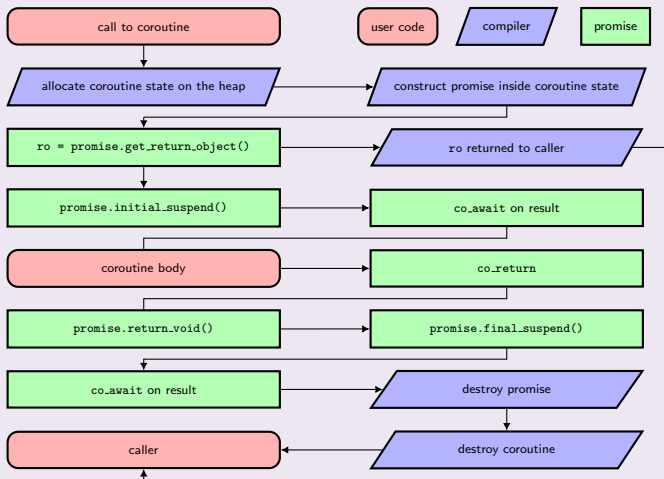 call to coroutine
user code
compiler
promise
allocate coroutine state on the heap
construct promise inside coroutine state
ro = promise.get_return_object()
ro returned to caller
promise.initial_suspend()
co_await on result
coroutine body
co_return
promise.return_void()
promise.final_suspend()
co_await on result
destroy promise
caller
destroy coroutine